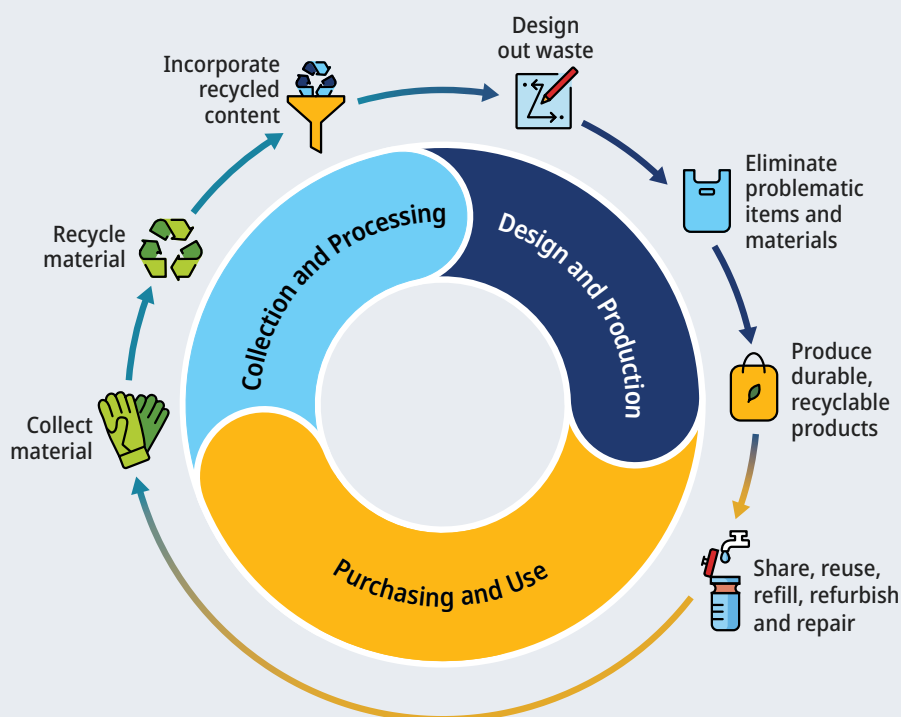 Design
out waste
Incorporate
recycled
content
Eliminate
problematic
items and
materials
Recycle
material
Collection and Processing
Design and Production
Produce
durable,
recyclable
products
Collect
material
Purchasing and Use
Share, reuse,
refill, refurbish
and repair